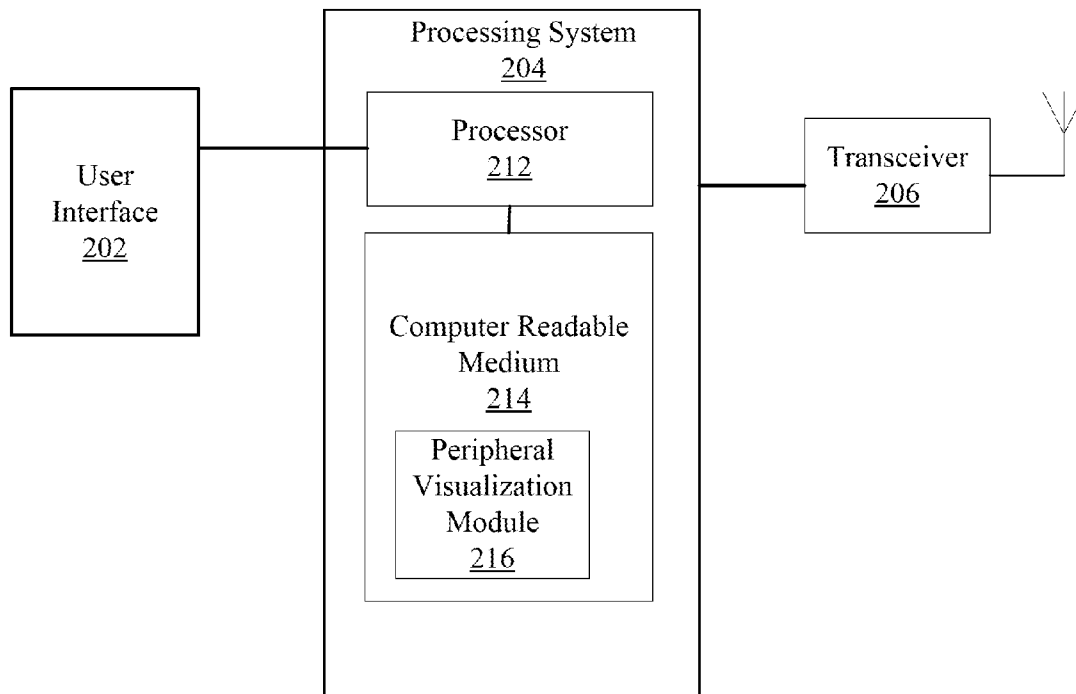 Processing System
204
Processor
212
User
Interface
202
Transceiver
206
Computer Readable
Medium
214
Peripheral
Visualization
Module
216